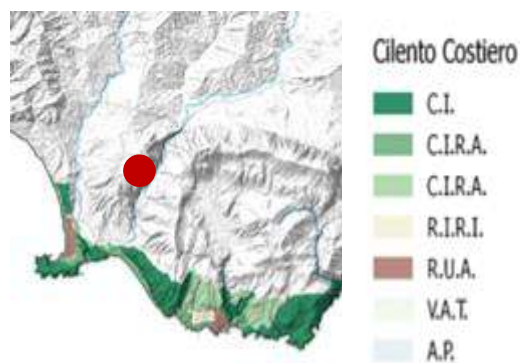 Cilento Costiero
C.I.
C.I.R.A.
C.I.R.A.
R.I.R.I.
R.U.A.
V.A.T.
A.P.